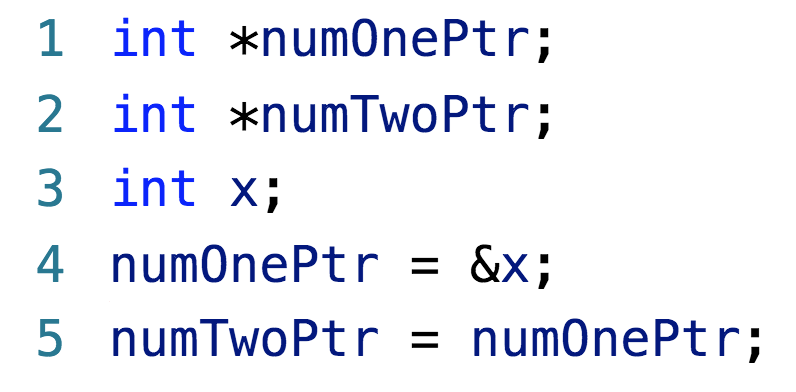 1 int *numOnePtr;
2 int *numTwoPtr;
3 int x;
4 numOnePtr = &x;
5 numTwoPtr = numOnePtr;